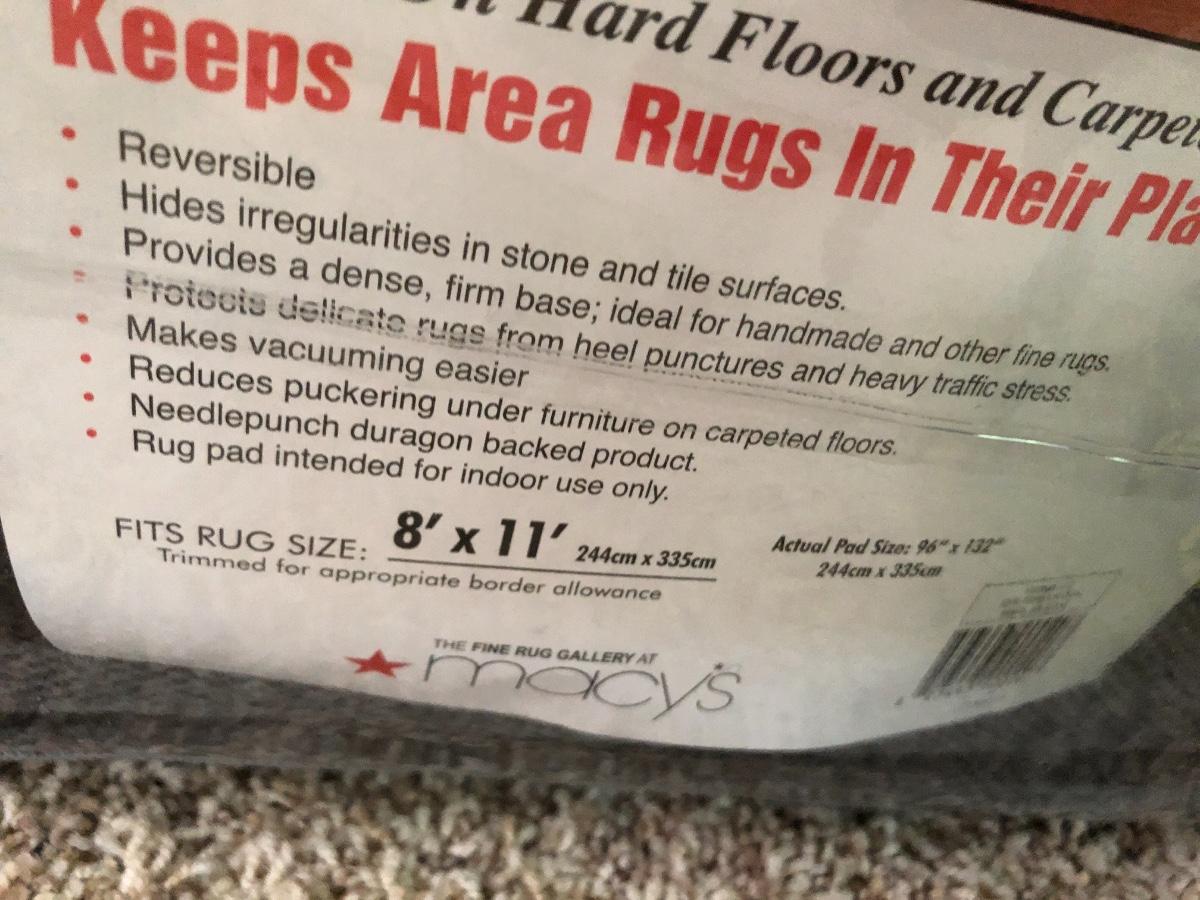 On Hard Floors and Carpet
Keeps Area Rugs In Their Pla
• Reversible
• Hides irregularities in stone and tile surfaces.
• Provides a dense, firm base; ideal for handmade and other fine rugs.
• Protects delicate rugs from heel punctures and heavy traffic stress.
• Makes vacuuming easier
• Reduces puckering under furniture on carpeted floors.
• Needlepunch duragon backed product.
• Rug pad intended for indoor use only.
FITS RUG SIZE: 8' x 11' 244cm x 335cm
Trimmed for appropriate border allowance
Actual Pad Size: 96" x 132"
244cm x 335cm
THE FINE RUG GALLERY AT
macy's